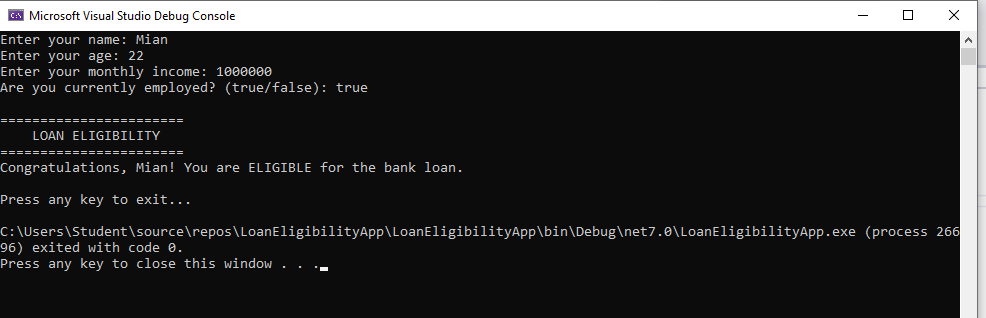 Microsoft Visual Studio Debug Console
Enter your name: Mian
Enter your age: 22
Enter your monthly income: 1000000
Are you currently employed? (true/false): true
=======================
    LOAN ELIGIBILITY
=======================
Congratulations, Mian! You are ELIGIBLE for the bank loan.
Press any key to exit...
C:\Users\Student\source\repos\LoanEligibilityApp\LoanEligibilityApp\bin\Debug\net7.0\LoanEligibilityApp.exe (process 266
96) exited with code 0.
Press any key to close this window . . .